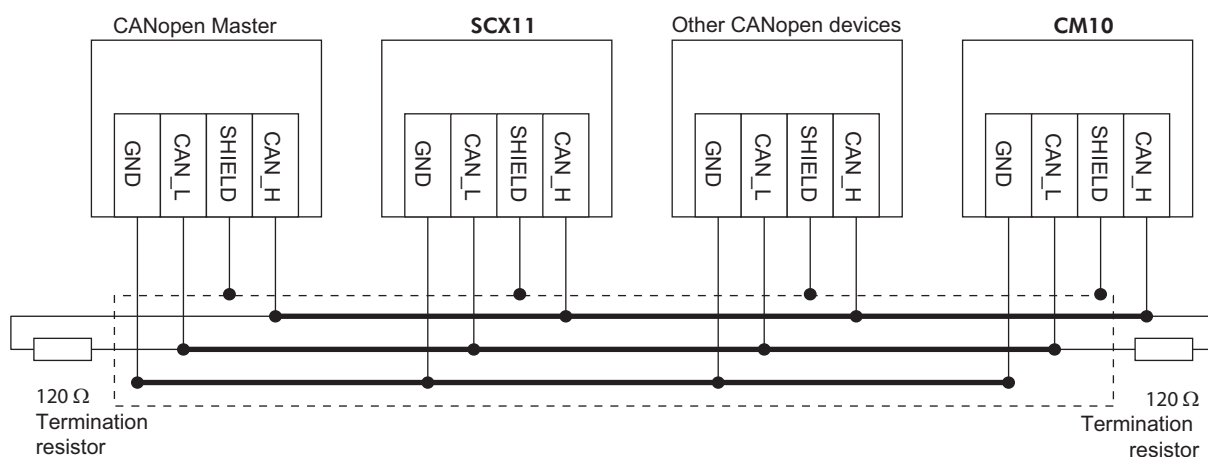 CANopen Master
SCX11
Other CANopen devices
CM10
GND
CAN_L
SHIELD
CAN_H
GND
CAN_L
SHIELD
CAN_H
GND
CAN_L
SHIELD
CAN_H
GND
CAN_L
SHIELD
CAN_H
120 Ω
Termination
resistor
120 Ω
Termination
resistor